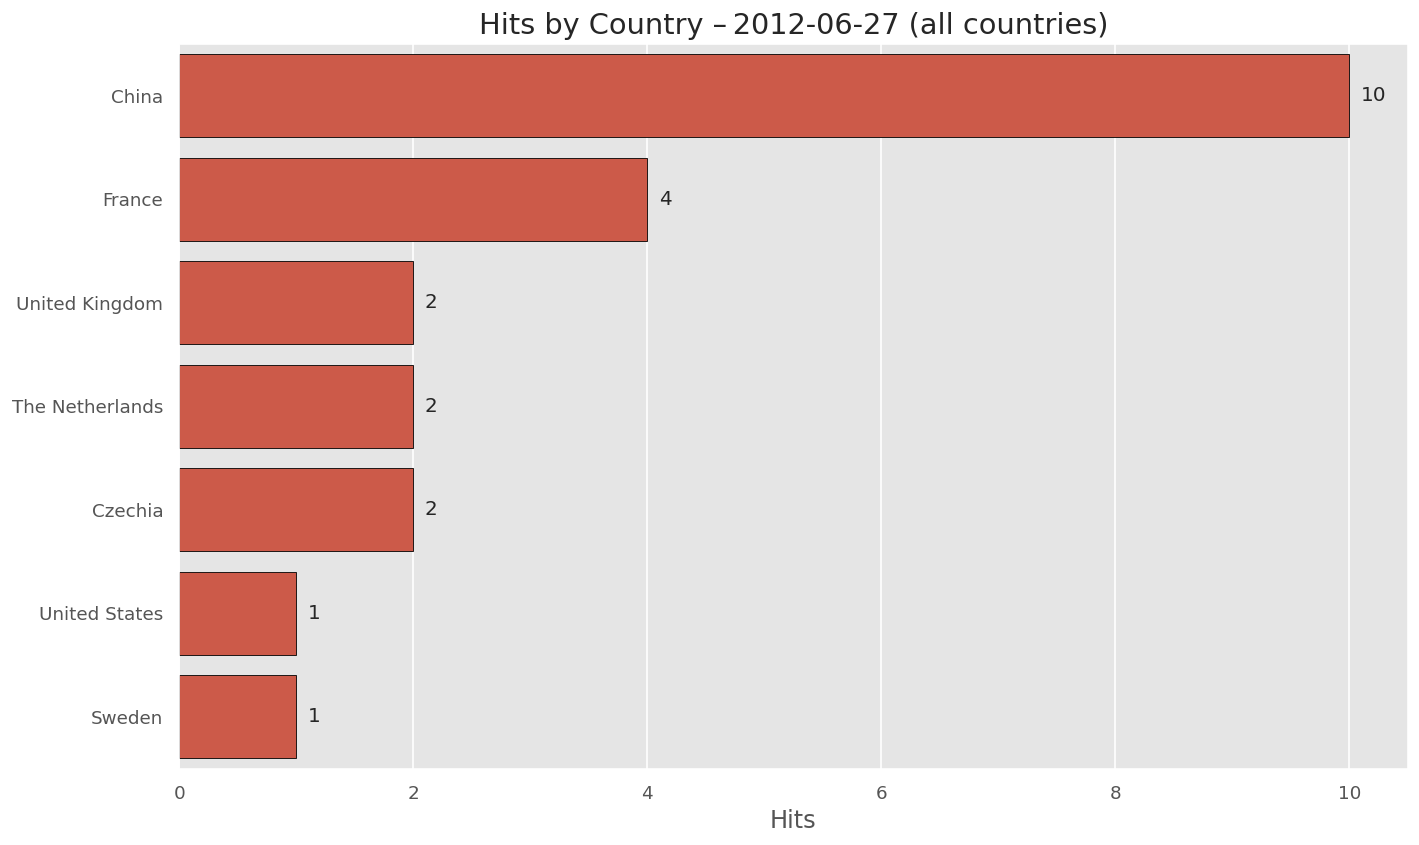 Hits by Country – 2012-06-27 (all countries)
China 10
France 4
United Kingdom 2
The Netherlands 2
Czechia 2
United States 1
Sweden 1
0 2 4 6 8 10
Hits